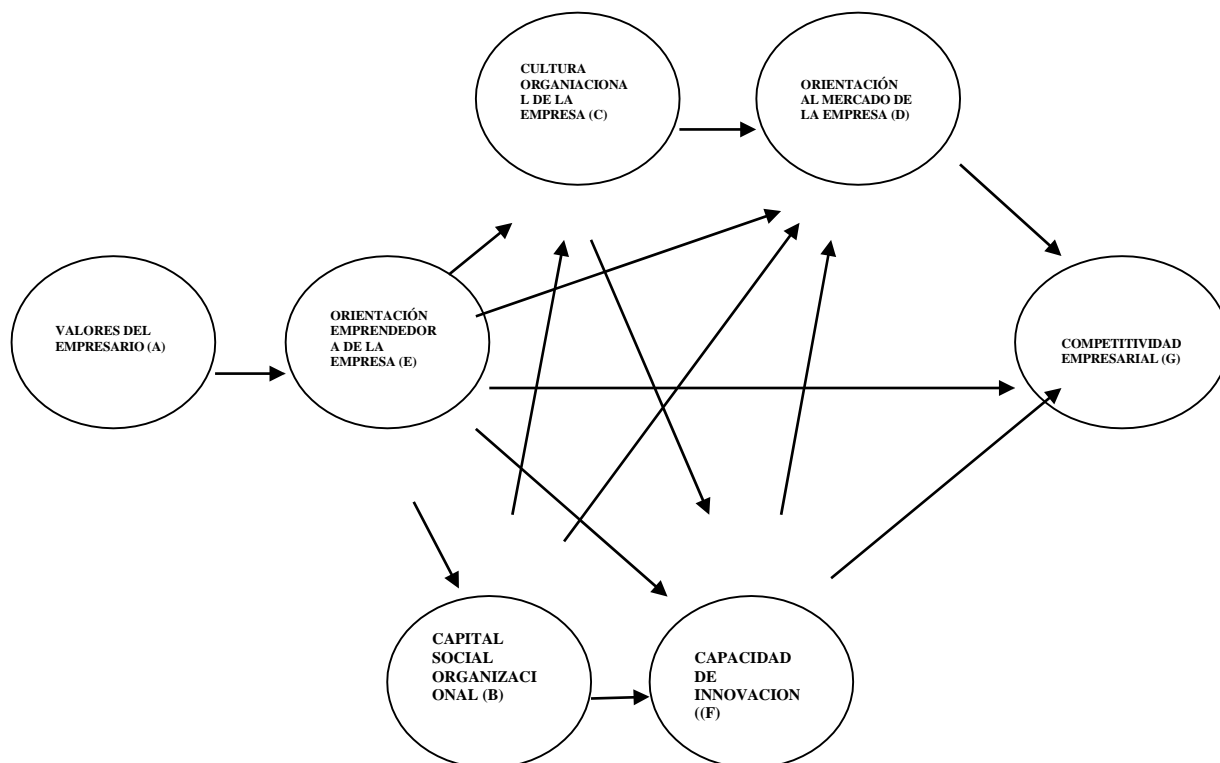 CULTURA
ORGANIACIONA
L DE LA
EMPRESA (C)
ORIENTACIÓN
AL MERCADO DE
LA EMPRESA (D)
VALORES DEL
EMPRESARIO (A)
ORIENTACIÓN
EMPRENDEDOR
A DE LA
EMPRESA (E)
COMPETITIVIDAD
EMPRESARIAL (G)
CAPITAL
SOCIAL
ORGANIZACI
ONAL (B)
CAPACIDAD
DE
INNOVACION
((F)